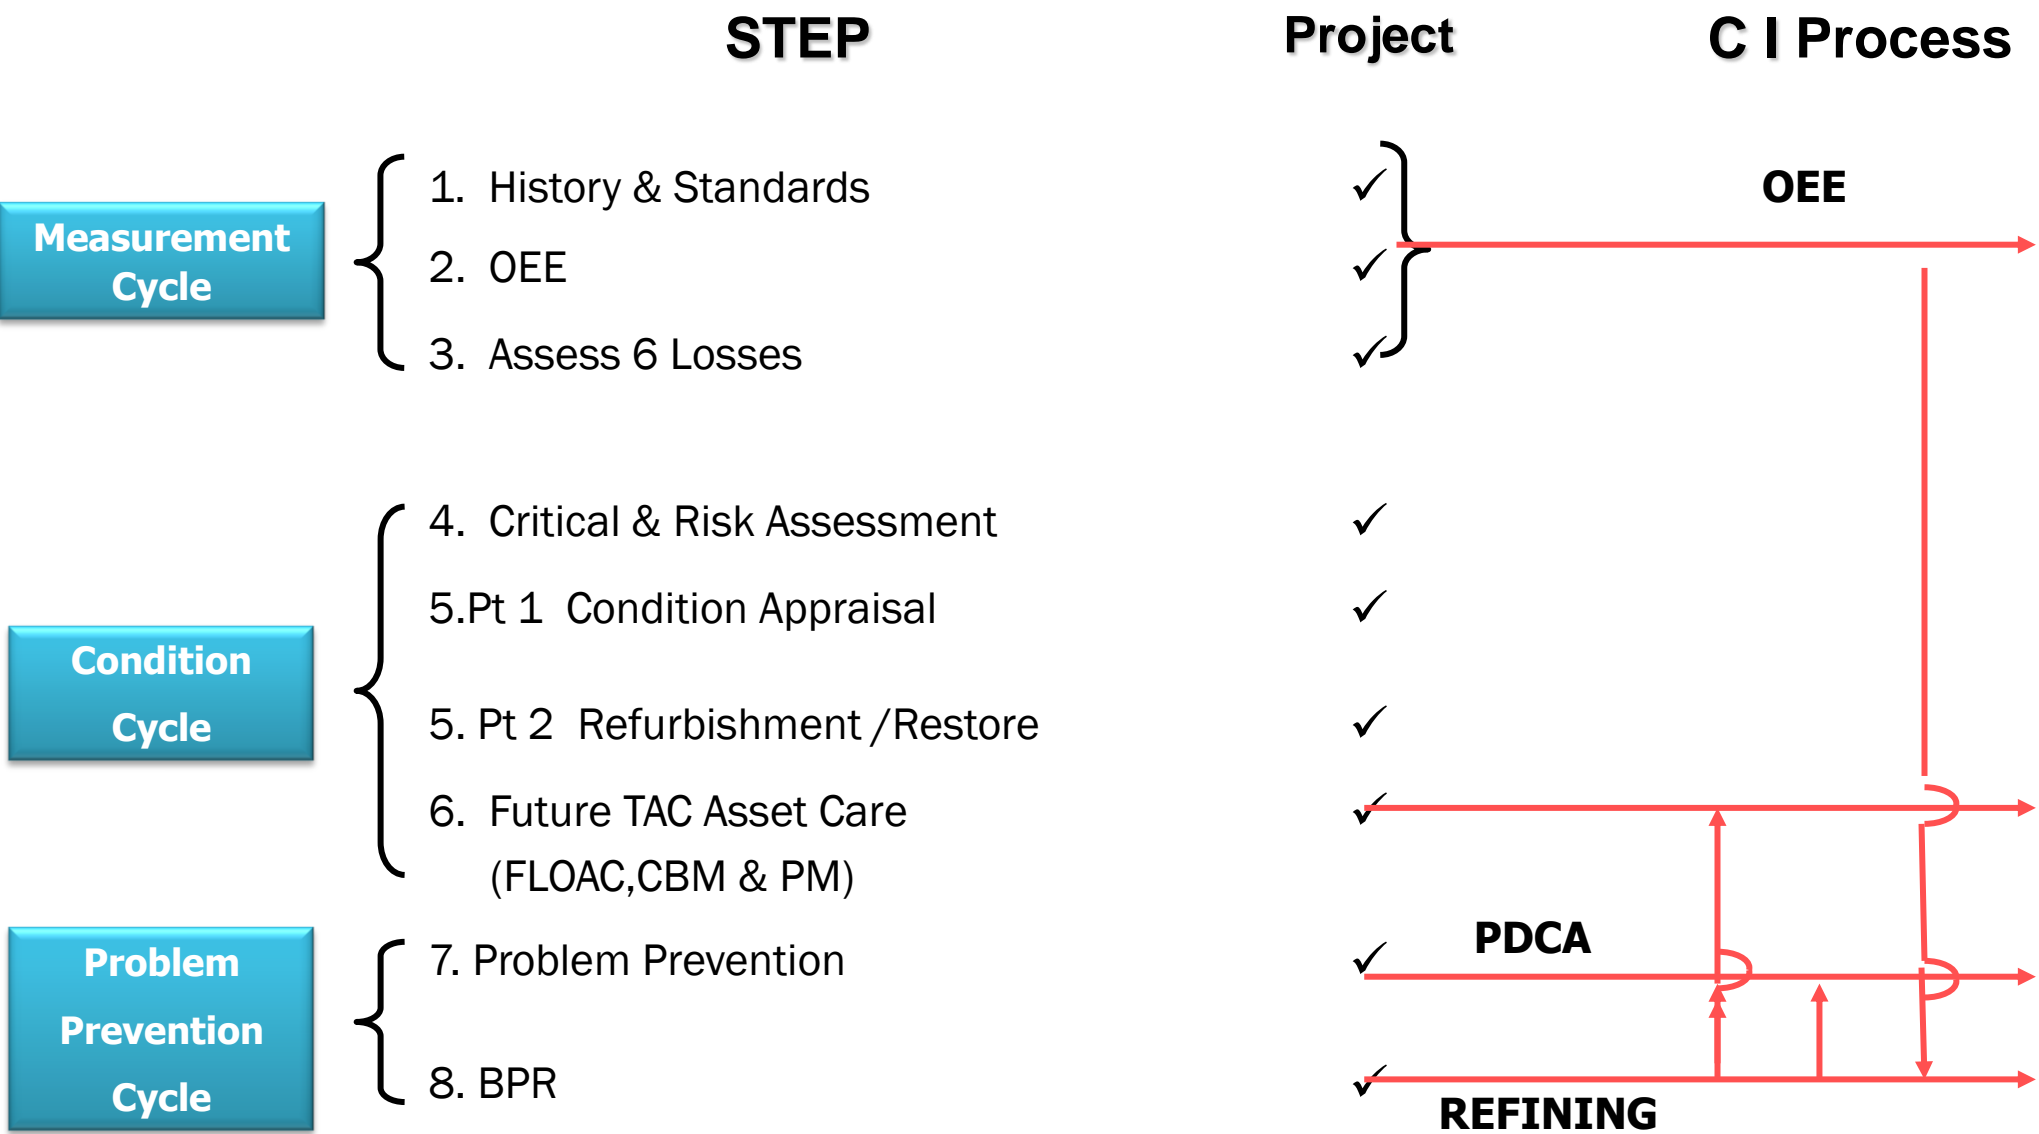 STEP
Project
C I Process
Measurement
Cycle
1. History & Standards
2. OEE
3. Assess 6 Losses
OEE
Condition
Cycle
4. Critical & Risk Assessment
5.Pt 1 Condition Appraisal
5. Pt 2 Refurbishment /Restore
6. Future TAC Asset Care
(FLOAC,CBM & PM)
Problem
Prevention
Cycle
7. Problem Prevention
8. BPR
PDCA
REFINING